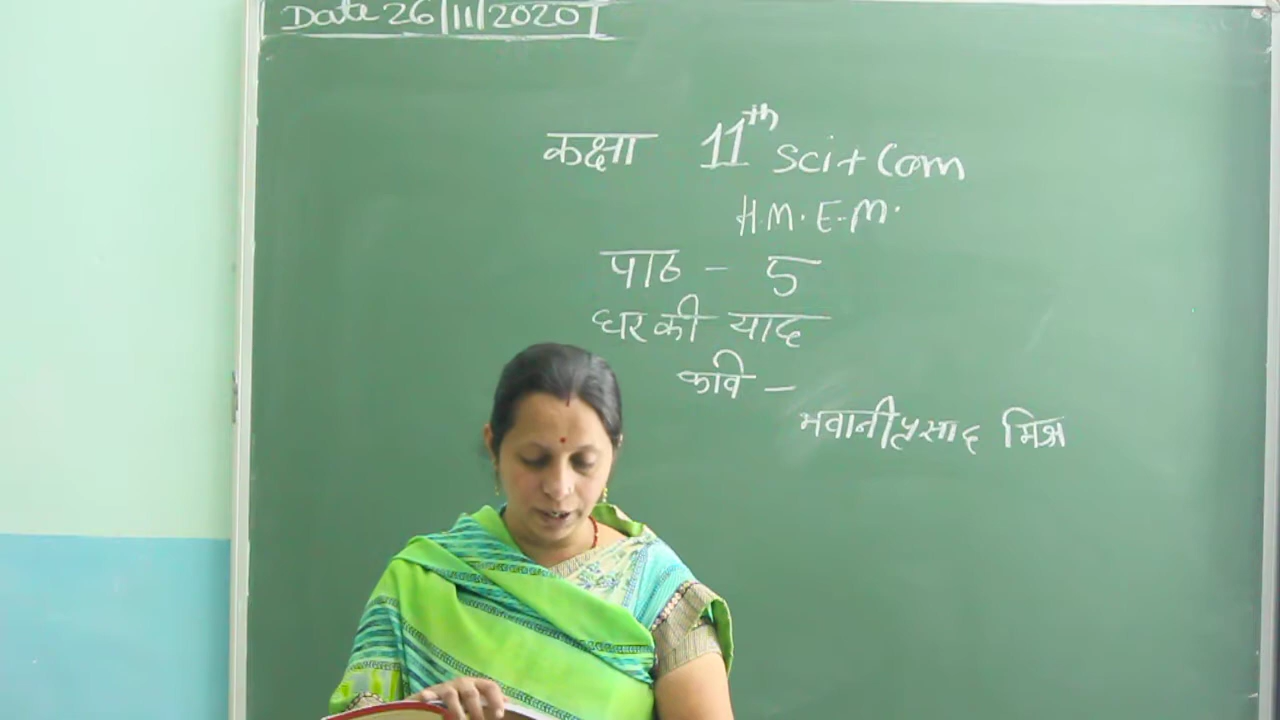 Date 26/11/2020
कक्षा 11th Sci+Com
H.M. E.M.
पाठ - 5
घर की याद
कवि -
भवानीप्रसाद मिश्र